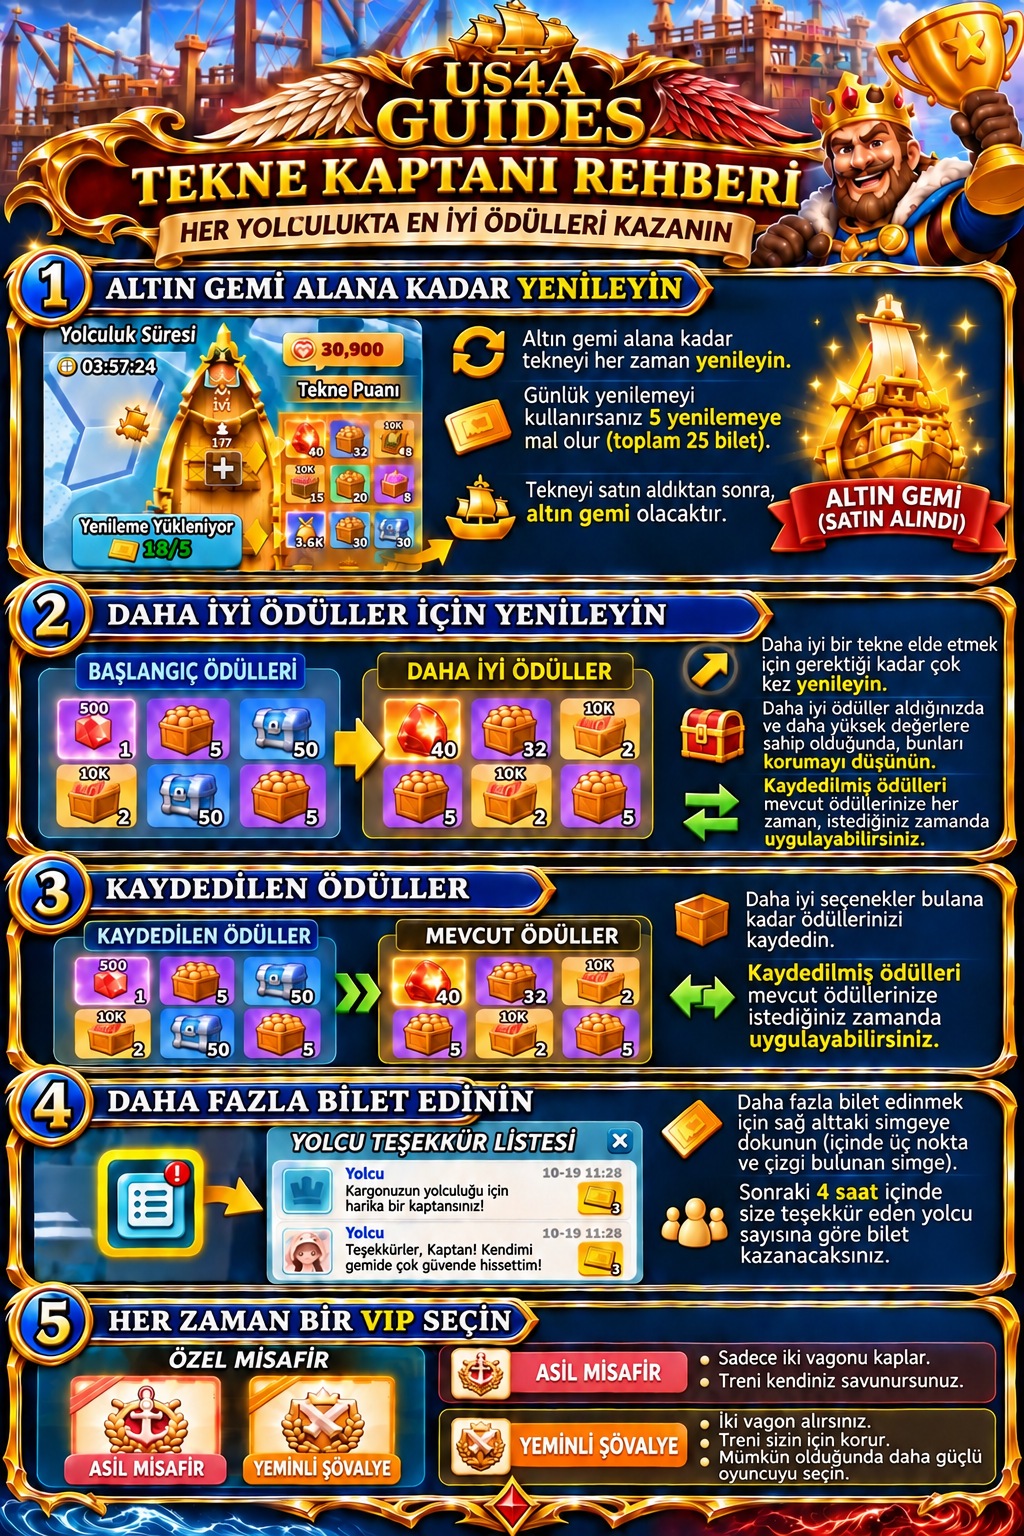 US4A
GUIDES
TEKNE KAPTANI REHBERİ
HER YOLCULUKTA EN İYİ ÖDÜLLERİ KAZANIN
1
ALTIN GEMİ ALANA KADAR YENİLEYİN
Yolculuk Süresi
03:57:24
30,900
Tekne Puanı
177
40
32
10K
8
10K
15
20
8
3.6K
30
30
Yenileme Yükleniyor
18/5
Altın gemi alana kadar
tekneyi her zaman yenileyin.
Günlük yenilemeyi
kullanırsanız 5 yenilemeye
mal olur (toplam 25 bilet).
Tekneyi satın aldıktan sonra,
altın gemi olacaktır.
ALTIN GEMİ
(SATIN ALINDI)
2
DAHA İYİ ÖDÜLLER İÇİN YENİLEYİN
BAŞLANGIÇ ÖDÜLLERİ
500
1
5
50
10K
2
50
5
DAHA İYİ ÖDÜLLER
40
32
10K
2
5
10K
2
5
Daha iyi bir tekne elde etmek
için gerektiği kadar çok
kez yenileyin.
Daha iyi ödüller aldığınızda
ve daha yüksek değerlere
sahip olduğunda, bunları
korumayı düşünün.
Kaydedilmiş ödülleri
mevcut ödüllerinize her
zaman, istediğiniz zamanda
uygulayabilirsiniz.
3
KAYDEDİLEN ÖDÜLLER
KAYDEDİLEN ÖDÜLLER
500
1
5
50
10K
2
50
5
MEVCUT ÖDÜLLER
40
32
10K
2
5
10K
2
5
Daha iyi seçenekler bulana
kadar ödüllerinizi
kaydedin.
Kaydedilmiş ödülleri
mevcut ödüllerinize
istediğiniz zamanda
uygulayabilirsiniz.
4
DAHA FAZLA BİLET EDİNİN
YOLCU TEŞEKKÜR LİSTESİ
Yolcu
10-19 11:28
Kargonuzun yolculuğu için
harika bir kaptansınız!
3
Yolcu
10-19 11:28
Teşekkürler, Kaptan! Kendimi
gemide çok güvende hissettim!
3
Daha fazla bilet edinmek
için sağ alttaki simgeye
dokunun (içinde üç nokta
ve çizgi bulunan simge).
Sonraki 4 saat içinde
size teşekkür eden yolcu
sayısına göre bilet
kazanacaksınız.
5
HER ZAMAN BİR VIP SEÇİN
ÖZEL MİSAFİR
ASİL MİSAFİR
YEMİNLİ ŞÖVALYE
ASİL MİSAFİR
• Sadece iki vagonu kaplar.
• Treni kendiniz savunursunuz.
YEMİNLİ ŞÖVALYE
• İki vagon alırsınız.
• Treni sizin için korur.
• Mümkün olduğunda daha güçlü
oyuncuyu seçin.